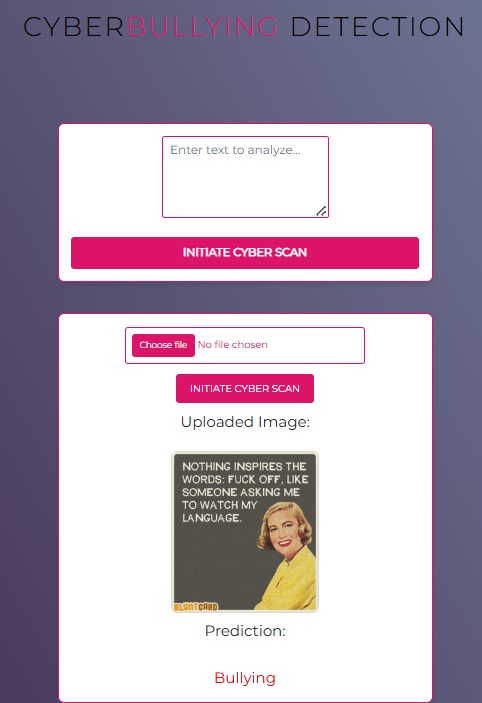 CYBERBULLYING DETECTION
Enter text to analyze...
INITIATE CYBER SCAN
Choose file No file chosen
INITIATE CYBER SCAN
Uploaded Image:
NOTHING INSPIRES THE
WORDS: FUCK OFF, LIKE
SOMEONE ASKING ME
TO WATCH MY
LANGUAGE.
BLUNTCARD
Prediction:
Bullying